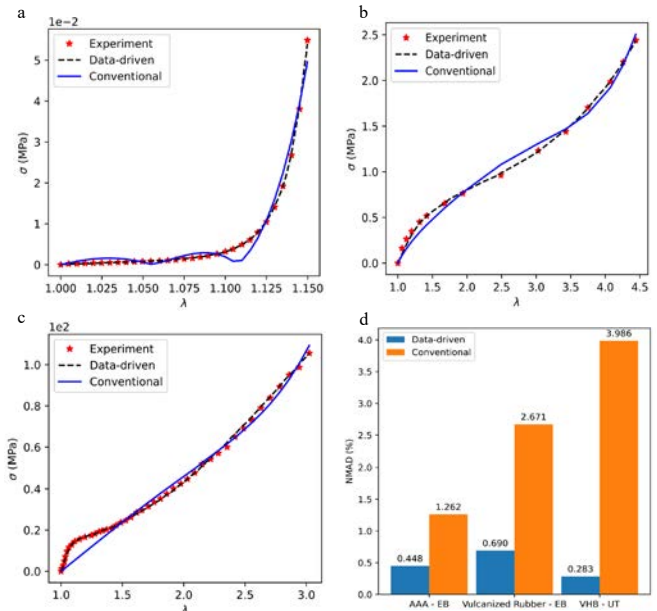 a
1e−2
Experiment
Data-driven
Conventional
5
4
3
2
1
0
σ (MPa)
1.000 1.025 1.050 1.075 1.100 1.125 1.150
λ
b
Experiment
Data-driven
Conventional
2.5
2.0
1.5
1.0
0.5
0.0
σ (MPa)
1.0 1.5 2.0 2.5 3.0 3.5 4.0 4.5
λ
c
1e2
Experiment
Data-driven
Conventional
1.0
0.8
0.6
0.4
0.2
0.0
σ (MPa)
1.0 1.5 2.0 2.5 3.0
λ
d
Data-driven
Conventional
4.0
3.5
3.0
2.5
2.0
1.5
1.0
0.5
0.0
NMAD (%)
0.448
1.262
0.690
2.671
0.283
3.986
AAA - EB Vulcanized Rubber - EB VHB - UT